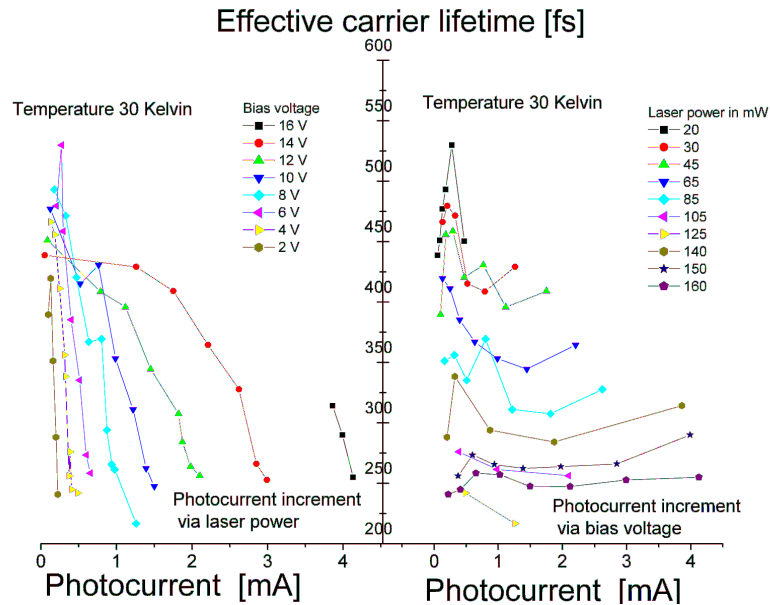 Effective carrier lifetime [fs]
600
550
500
450
400
350
300
250
200
Temperature 30 Kelvin
Bias voltage
16 V
14 V
12 V
10 V
8 V
6 V
4 V
2 V
Photocurrent increment
via laser power
0 1 2 3 4
Photocurrent [mA]
Temperature 30 Kelvin
Laser power in mW
20
30
45
65
85
105
125
140
150
160
Photocurrent increment
via bias voltage
0 1 2 3 4
Photocurrent [mA]